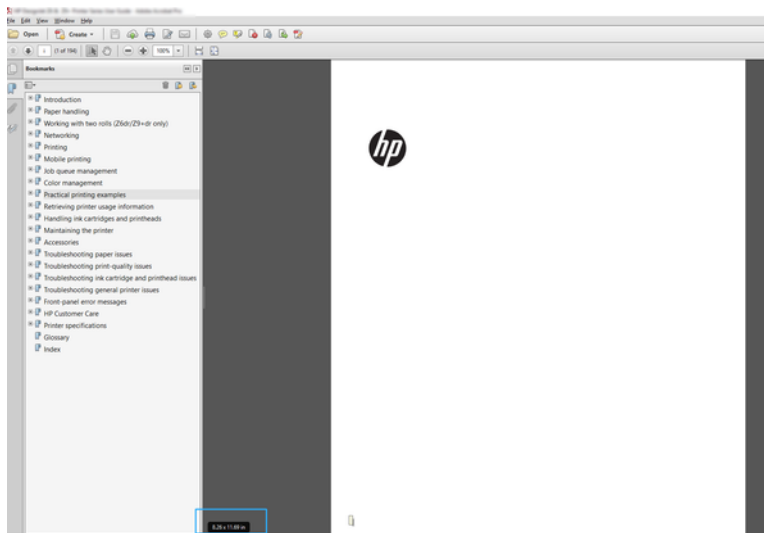 File Edit View Window Help
Open Create
(1 of 194) 100%
Bookmarks
Introduction
Paper handling
Working with two rolls (Z6dr/Z9+dr only)
Networking
Printing
Mobile printing
Job queue management
Color management
Practical printing examples
Retrieving printer usage information
Handling ink cartridges and printheads
Maintaining the printer
Accessories
Troubleshooting paper issues
Troubleshooting print-quality issues
Troubleshooting ink cartridge and printhead issues
Troubleshooting general printer issues
Front-panel error messages
HP Customer Care
Printer specifications
Glossary
Index
hp
8.26 x 11.69 in